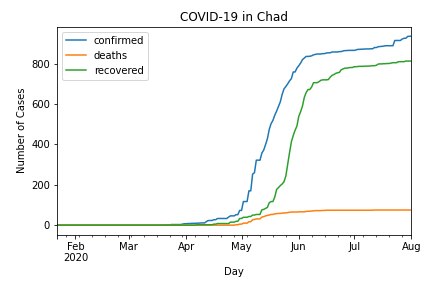 COVID-19 in Chad
confirmed
deaths
recovered
Number of Cases
800
600
400
200
0
Feb
2020
Mar
Apr
May
Jun
Jul
Aug
Day